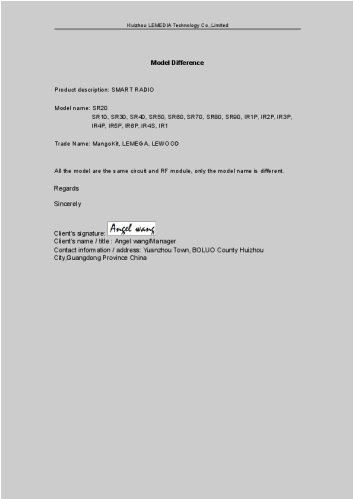 Huizhou LEMEDIA Technology Co.,Limited
Model Difference
Product description: SMART RADIO
Model name: SR20
SR10, SR30, SR40, SR50, SR60, SR70, SR80, SR90, IR1P, IR2P, IR3P,
IR4P, IR5P, IR6P, IR4S, IR1
Trade Name: MangoKit, LEMEGA, LEWOOD
All the model are the same circuit and RF module, only the model name is different.
Regards
Sincerely
Client's signature: Angel wang
Client's name / title : Angel wang/Manager
Contact information / address: Yuanzhou Town, BOLUO County Huizhou
City,Guangdong Province China